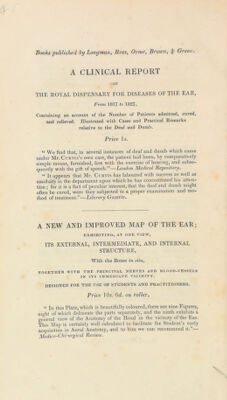 Books published by Longman, Rees, Orme, Brown, & Green.
A CLINICAL REPORT
OF
THE ROYAL DISPENSARY FOR DISEASES OF THE EAR,
From 1817 to 1827,
Containing an account of the Number of Patients admitted, cured,
and relieved. Illustrated with Cases and Practical Remarks
relative to the Deaf and Dumb.
Price 1s.
“We find that, in several instances of deaf and dumb which came
under Mr. Curtis's own care, the patient had been, by comparatively
simple means, furnished, first with the exercise of hearing, and subse-
quently with the gift of speech.”—London Medical Repository.
“It appears that Mr. Curtis has laboured with success as well as
assiduity in the department upon which he has concentrated his atten-
tion; for it is a fact of peculiar interest, that the deaf and dumb might
often be cured, were they subjected to a proper examination and me-
thod of treatment.”—Literary Gazette.
A NEW AND IMPROVED MAP OF THE EAR;
EXHIBITING, AT ONE VIEW,
ITS EXTERNAL, INTERMEDIATE, AND INTERNAL
STRUCTURE,
With the Bones in situ,
TOGETHER WITH THE PRINCIPAL NERVES AND BLOOD-VESSELS
IN ITS IMMEDIATE VICINITY.
DESIGNED FOR THE USE OF STUDENTS AND PRACTITIONERS.
Price 10s. 6d. on roller.
“In this Plate, which is beautifully coloured, there are nine Figures,
eight of which delineate the parts separately, and the ninth exhibits a
general view of the Anatomy of the Head in the vicinity of the Ear.
This Map is certainly well calculated to facilitate the Student's early
acquisition in Aural Anatomy, and to him we can recommend it.”—
Medico-Chirurgical Review.